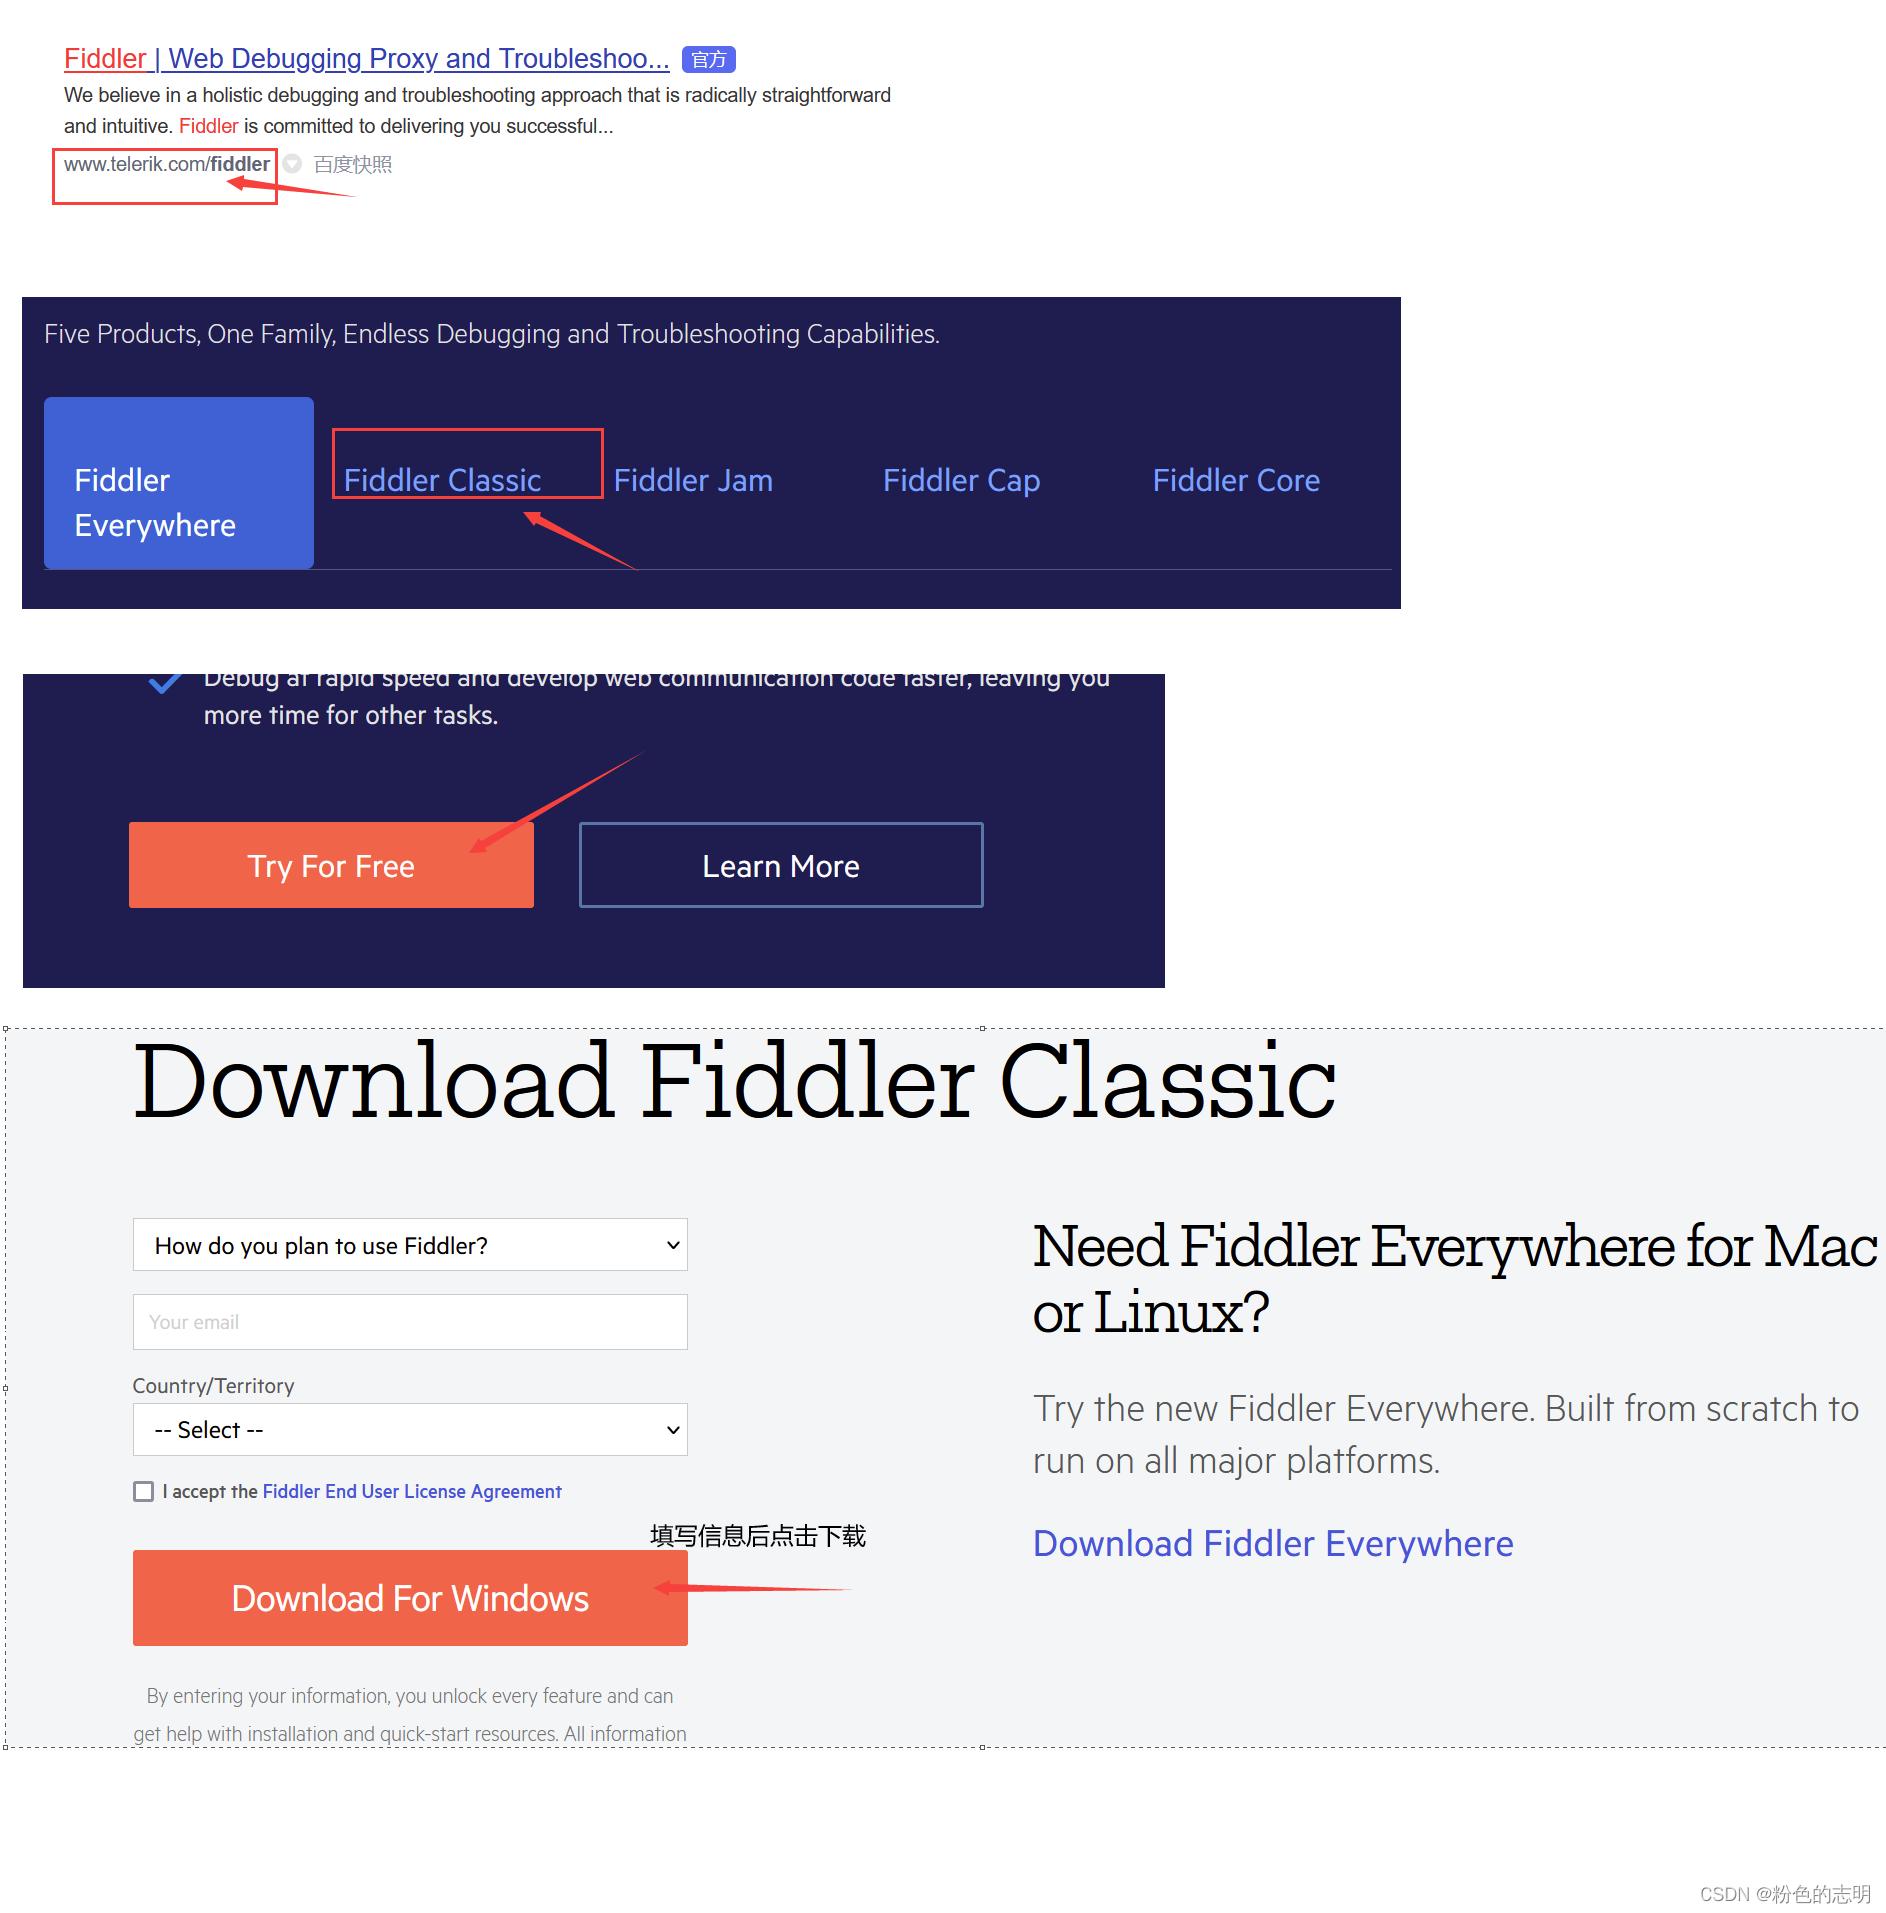 Fiddler | Web Debugging Proxy and Troubleshoo... 官方
We believe in a holistic debugging and troubleshooting approach that is radically straightforward
and intuitive. Fiddler is committed to delivering you successful...
www.telerik.com/fiddler 百度快照
Five Products, One Family, Endless Debugging and Troubleshooting Capabilities.
Fiddler
Everywhere
Fiddler Classic
Fiddler Jam
Fiddler Cap
Fiddler Core
Debug at rapid speed and develop web communication code faster, leaving you
more time for other tasks.
Try For Free
Learn More
Download Fiddler Classic
How do you plan to use Fiddler?
Your email
Country/Territory
-- Select --
I accept the Fiddler End User License Agreement
填写信息后点击下载
Download For Windows
By entering your information, you unlock every feature and can
get help with installation and quick-start resources. All information
Need Fiddler Everywhere for Mac
or Linux?
Try the new Fiddler Everywhere. Built from scratch to
run on all major platforms.
Download Fiddler Everywhere
CSDN @粉色的志明